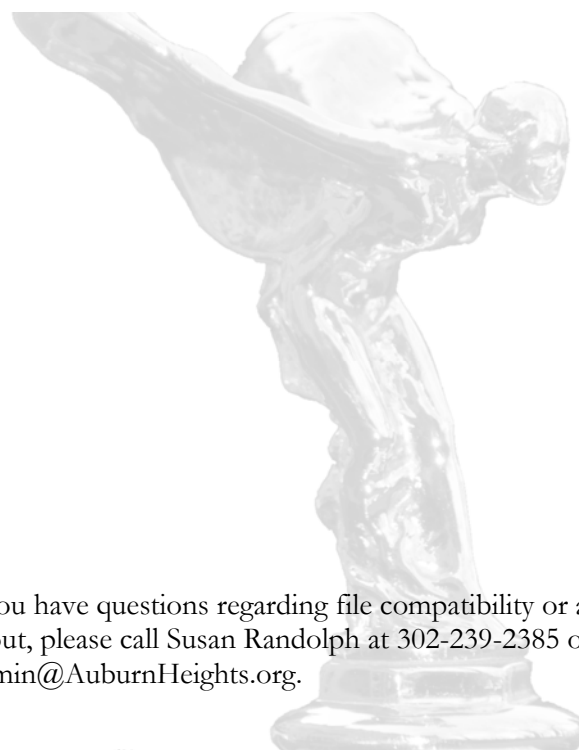 ou have questions regarding file compatibility or a
out, please call Susan Randolph at 302-239-2385 o
min@AuburnHeights.org.